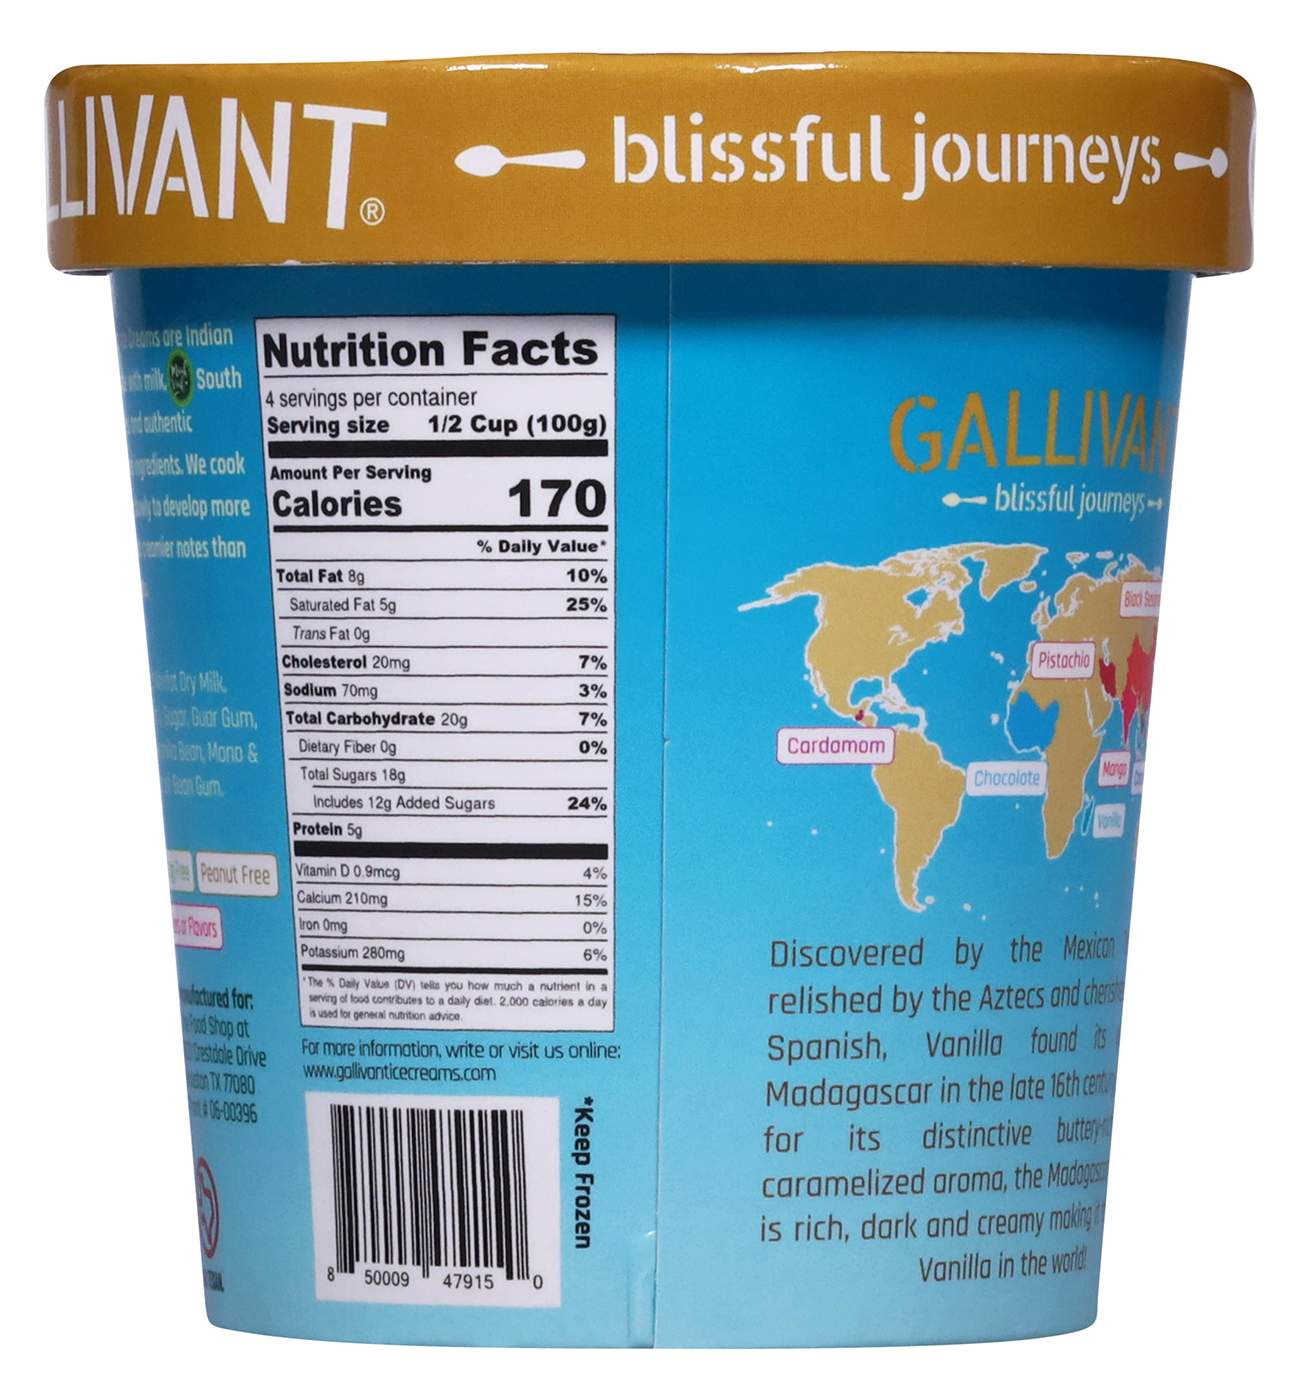 LLIVANT® blissful journeys
are Indian
with milk, South
and authentic
ingredients. We cook
to develop more
creamier notes than
Dry Milk,
Sugar, Guar Gum,
Bean, Mono &
Bean Gum.
Free Peanut Free
or Flavors
for:
Food Shop at
Crestdale Drive
TX 77080
# 06-00396
Nutrition Facts
4 servings per container
Serving size 1/2 Cup (100g)
Amount Per Serving
Calories 170
% Daily Value*
Total Fat 8g 10%
Saturated Fat 5g 25%
Trans Fat 0g
Cholesterol 20mg 7%
Sodium 70mg 3%
Total Carbohydrate 20g 7%
Dietary Fiber 0g 0%
Total Sugars 18g
Includes 12g Added Sugars 24%
Protein 5g
Vitamin D 0.9mcg 4%
Calcium 210mg 15%
Iron 0mg 0%
Potassium 280mg 6%
*The % Daily Value (DV) tells you how much a nutrient in a
serving of food contributes to a daily diet. 2,000 calories a day
is used for general nutrition advice.
For more information, write or visit us online:
www.gallivanticecreams.com
*Keep Frozen
8 50009 47915 0
GALLIVAN
blissful journeys
Black
Pistachio
Cardamom
Chocolate
Mango
Vanilla
Discovered by the Mexican
relished by the Aztecs and
Spanish, Vanilla found its
Madagascar in the late 16th
for its distinctive buttery
caramelized aroma, the
is rich, dark and creamy making
Vanilla in the world!